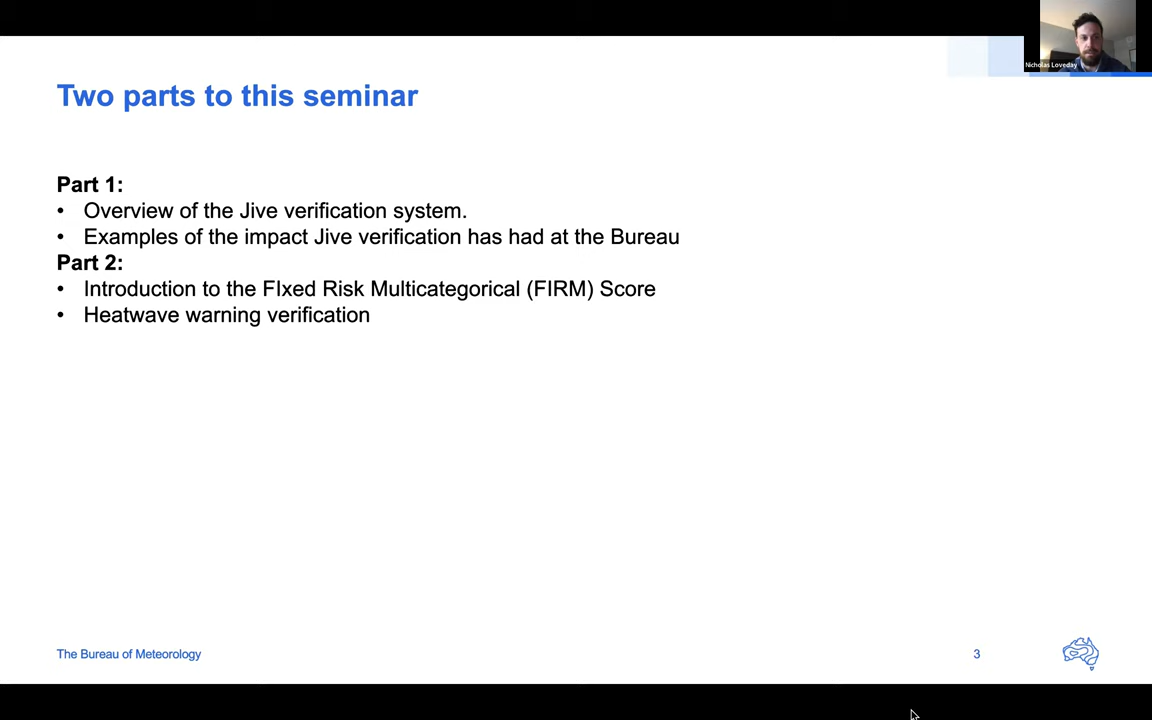 Nicholas Loveday
Two parts to this seminar
Part 1:
• Overview of the Jive verification system.
• Examples of the impact Jive verification has had at the Bureau
Part 2:
• Introduction to the FIxed Risk Multicategorical (FIRM) Score
• Heatwave warning verification
The Bureau of Meteorology
3